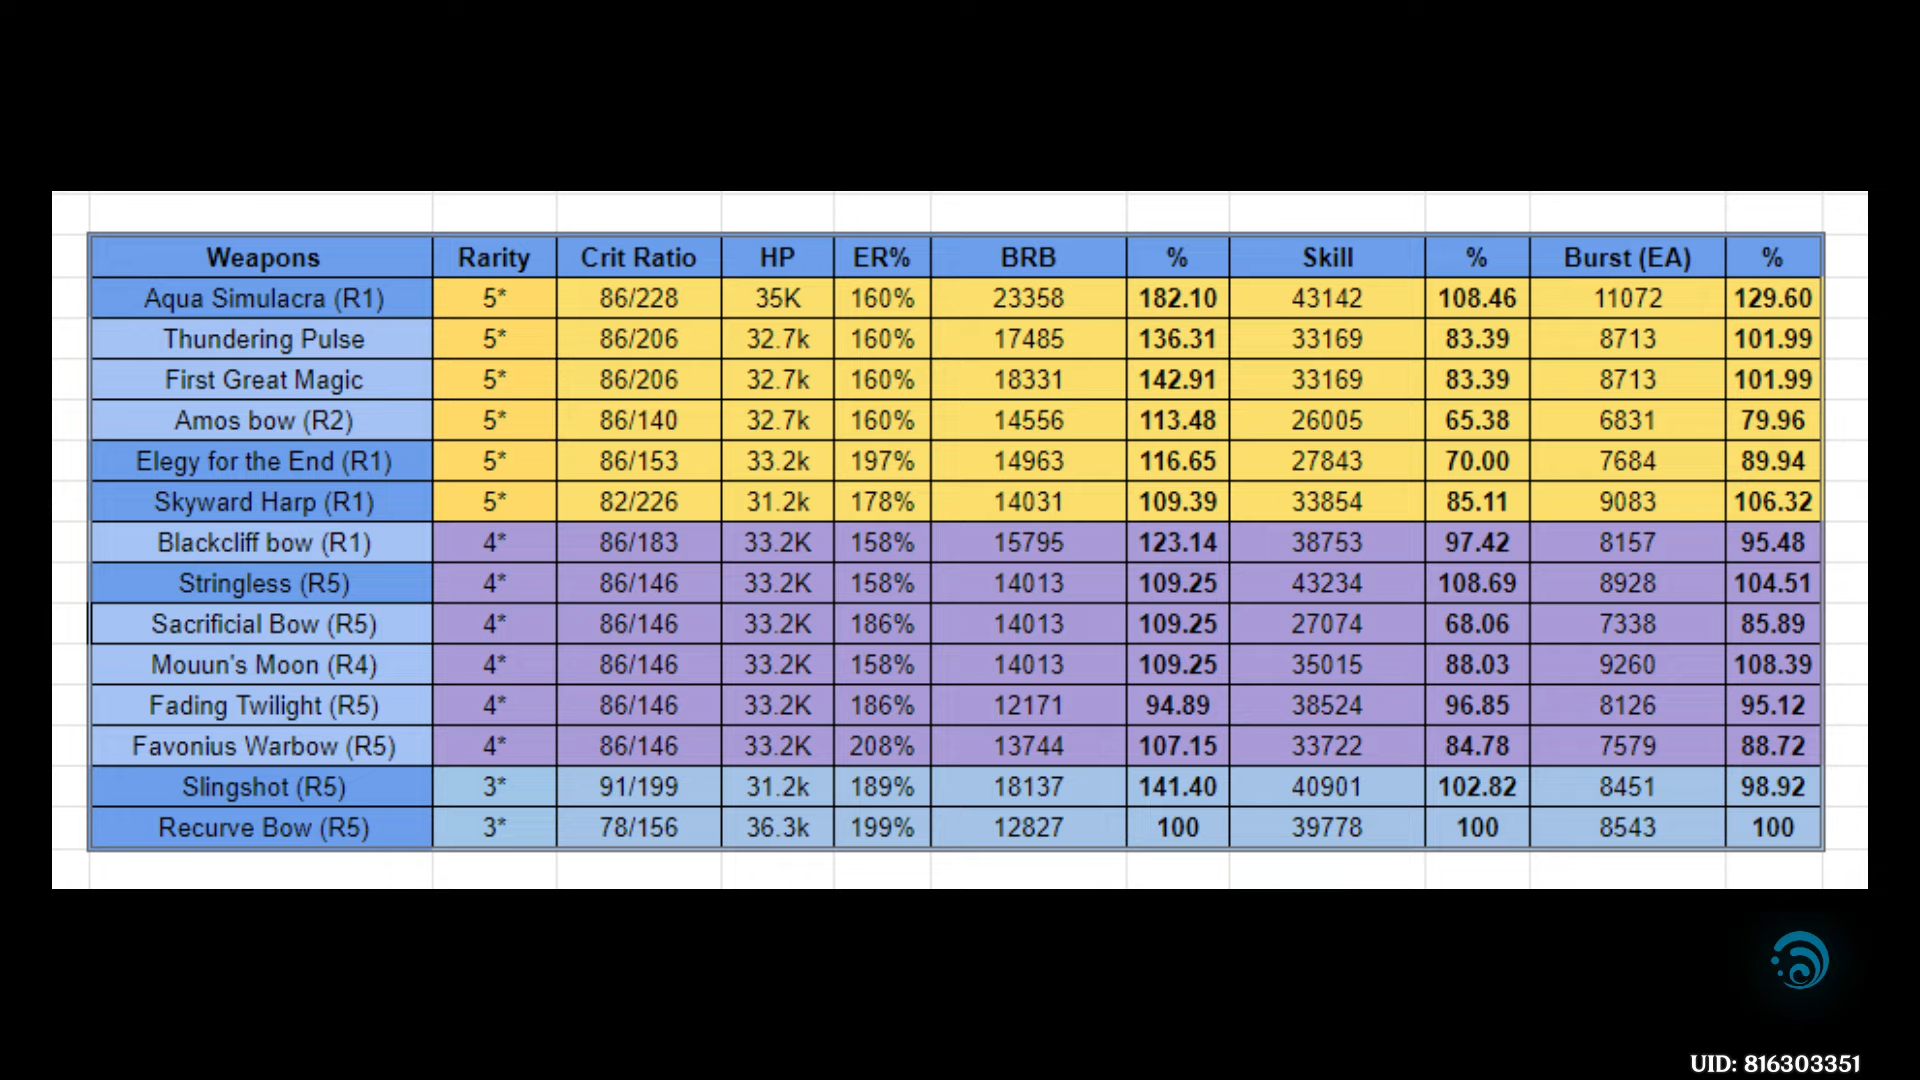 Weapons Rarity Crit Ratio HP ER% BRB % Skill % Burst (EA) %
Aqua Simulacra (R1) 5* 86/228 35K 160% 23358 182.10 43142 108.46 11072 129.60
Thundering Pulse 5* 86/206 32.7k 160% 17485 136.31 33169 83.39 8713 101.99
First Great Magic 5* 86/206 32.7k 160% 18331 142.91 33169 83.39 8713 101.99
Amos bow (R2) 5* 86/140 32.7k 160% 14556 113.48 26005 65.38 6831 79.96
Elegy for the End (R1) 5* 86/153 33.2k 197% 14963 116.65 27843 70.00 7684 89.94
Skyward Harp (R1) 5* 82/226 31.2k 178% 14031 109.39 33854 85.11 9083 106.32
Blackcliff bow (R1) 4* 86/183 33.2K 158% 15795 123.14 38753 97.42 8157 95.48
Stringless (R5) 4* 86/146 33.2K 158% 14013 109.25 43234 108.69 8928 104.51
Sacrificial Bow (R5) 4* 86/146 33.2K 186% 14013 109.25 27074 68.06 7338 85.89
Mouun's Moon (R4) 4* 86/146 33.2K 158% 14013 109.25 35015 88.03 9260 108.39
Fading Twilight (R5) 4* 86/146 33.2K 186% 12171 94.89 38524 96.85 8126 95.12
Favonius Warbow (R5) 4* 86/146 33.2K 208% 13744 107.15 33722 84.78 7579 88.72
Slingshot (R5) 3* 91/199 31.2k 189% 18137 141.40 40901 102.82 8451 98.92
Recurve Bow (R5) 3* 78/156 36.3k 199% 12827 100 39778 100 8543 100
UID: 816303351